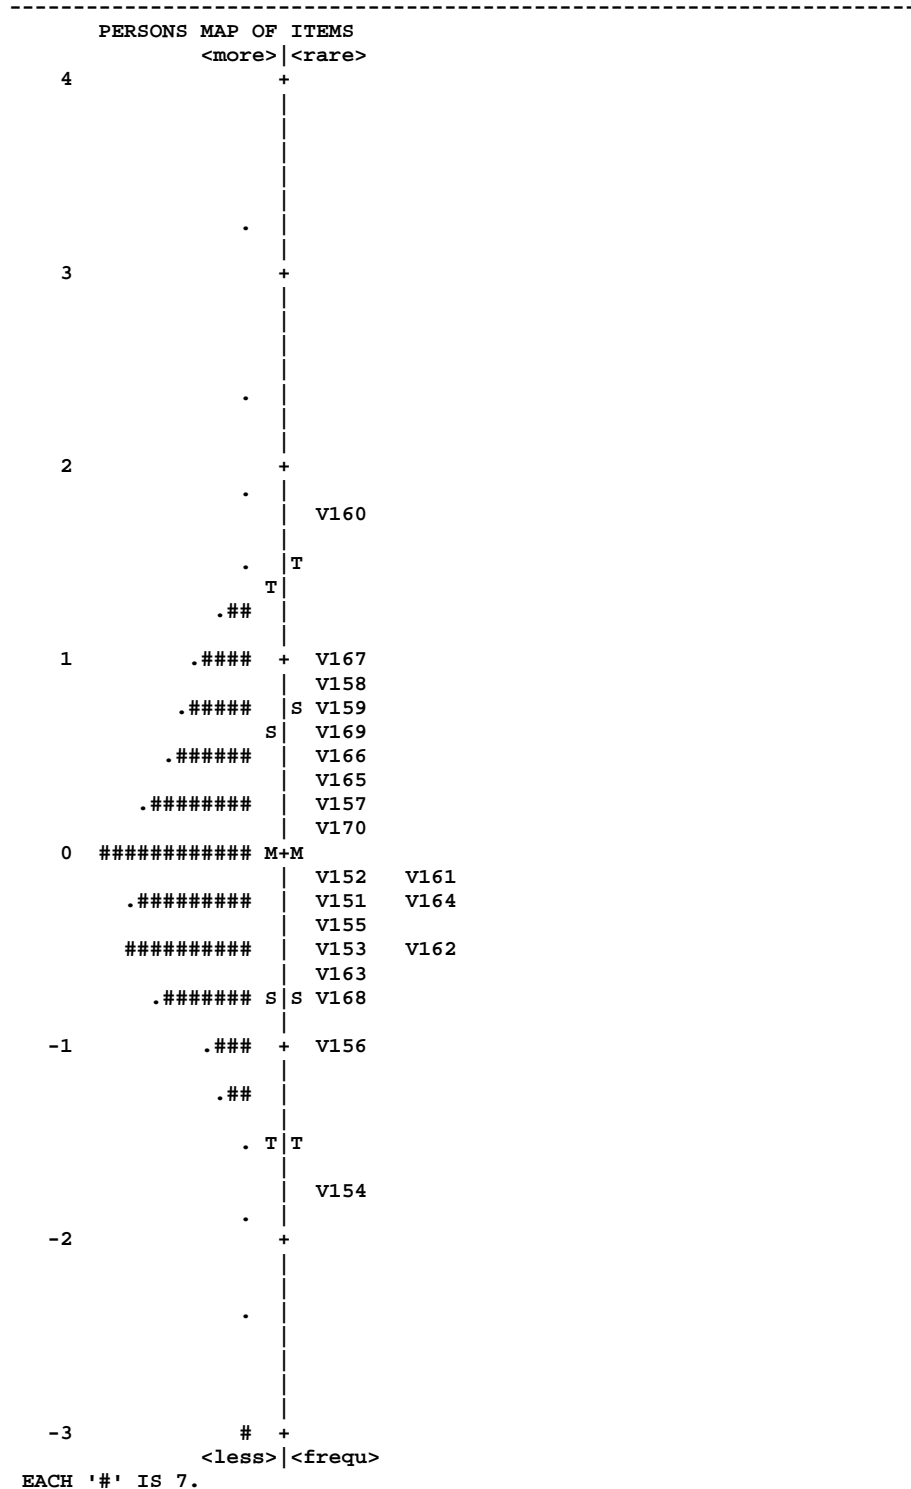 --------------------------------------------------------------------
PERSONS MAP OF ITEMS
<more>|<rare>
4 +
|
|
|
|
|
. |
|
3 +
|
|
|
|
. |
|
|
2 +
. |
| V160
|
. |T
T|
.## |
|
1 .#### + V167
| V158
.##### |S V159
S| V169
.###### | V166
| V165
.######## | V157
| V170
0 ############ M+M
| V152 V161
.######### | V151 V164
| V155
########## | V153 V162
| V163
.####### S|S V168
|
-1 .### + V156
|
.## |
|
. T|T
|
| V154
. |
-2 +
|
|
. |
|
|
|
|
-3 # +
<less>|<frequ>
EACH '#' IS 7.